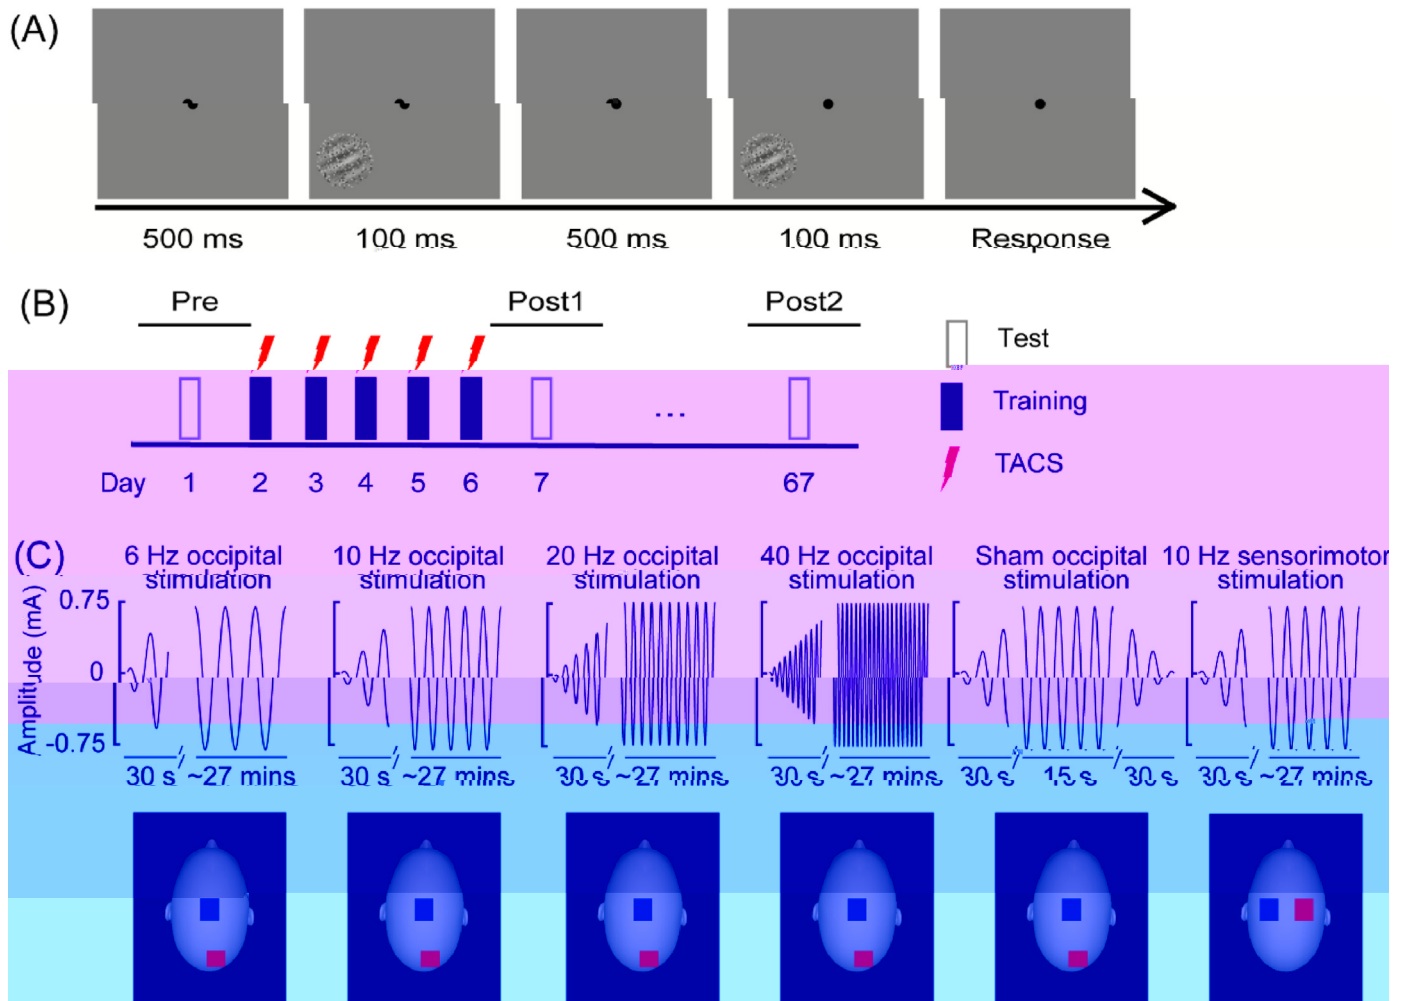 (A)
500 ms
100 ms
500 ms
100 ms
Response
(B)
Pre
Post1
Post2
Test
Training
TACS
...
Day 1 2 3 4 5 6 7 67
(C)
6 Hz occipital
stimulation
10 Hz occipital
stimulation
20 Hz occipital
stimulation
40 Hz occipital
stimulation
Sham occipital
stimulation
10 Hz sensorimotor
stimulation
Amplitude (mA)
0.75
0
-0.75
30 s / ~27 mins
30 s / ~27 mins
30 s / ~27 mins
30 s / ~27 mins
30 s / 15 s / 30 s
30 s / ~27 mins